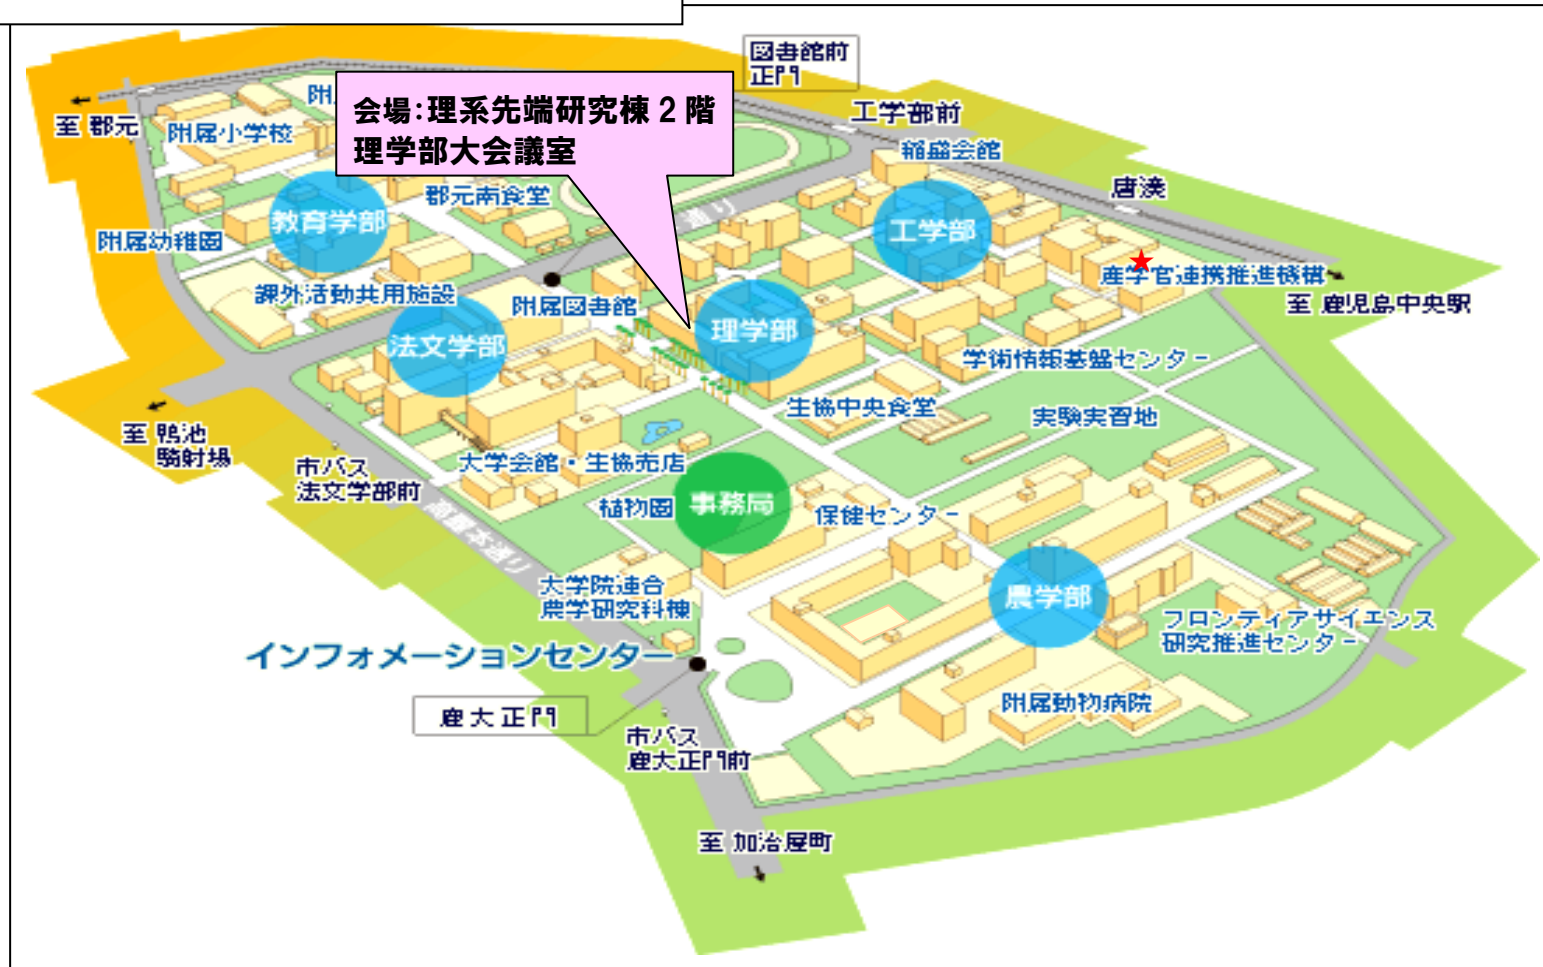 図書館前
正門
会場:理系先端研究棟2階
理学部大会議室
至 郡元
附属小学校
工学部前
稲盛会館
唐湊
郡元南食堂
通り
教育学部
工学部
附属幼稚園
産学官連携推進機構
至 鹿児島中央駅
課外活動共用施設
附属図書館
法文学部
理学部
学術情報基盤センター
生協中央食堂
実験実習地
至 鴨池
騎射場
市バス
法文学部前
大学会館・生協売店
植物園
事務局
保健センター
高麗本通り
大学院連合
農学研究科棟
農学部
フロンティアサイエンス
研究推進センター
インフォメーションセンター
附属動物病院
鹿大正門
市バス
鹿大正門前
至 加治屋町